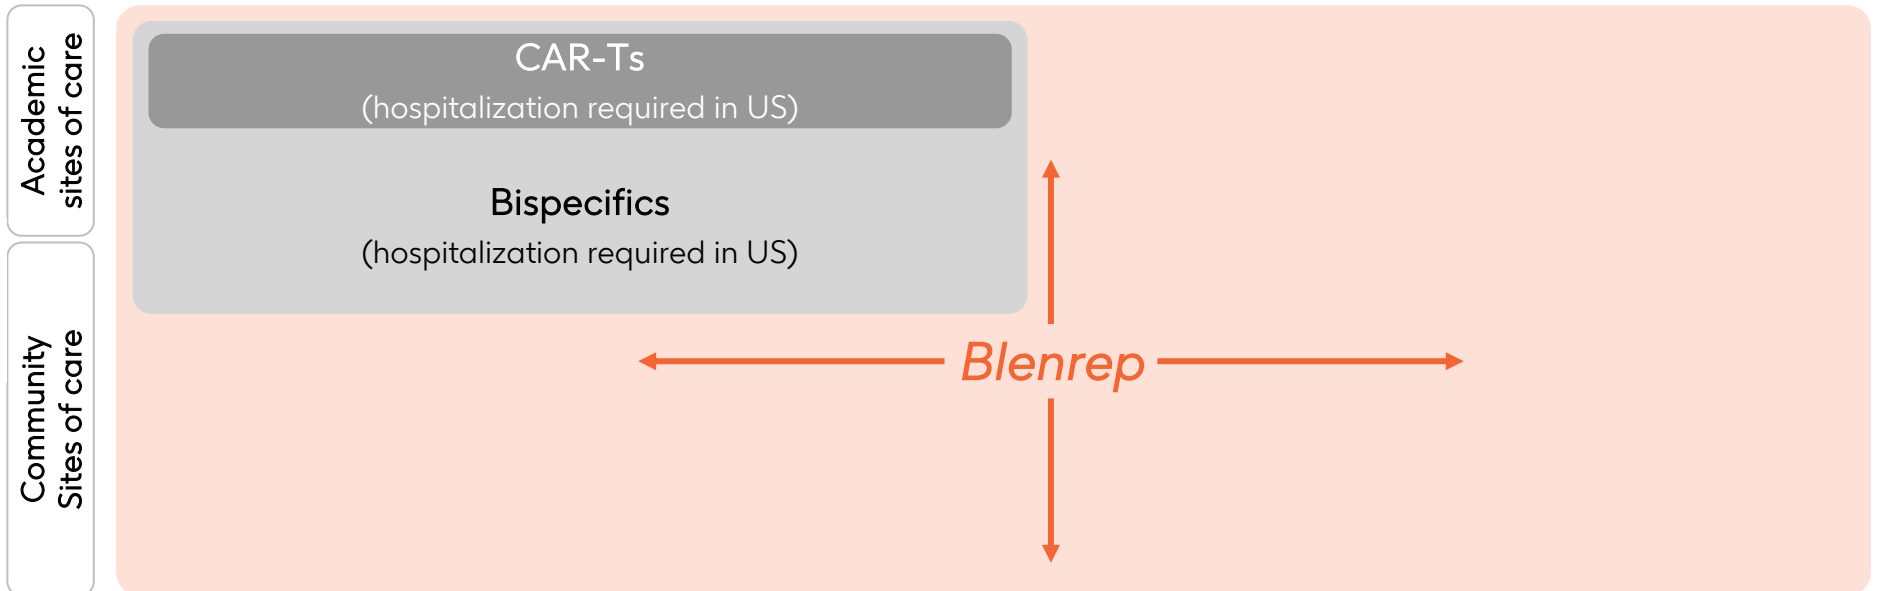 Academic
sites of care
CAR-Ts
(hospitalization required in US)
Bispecifics
(hospitalization required in US)
Community
Sites of care
Blenrep